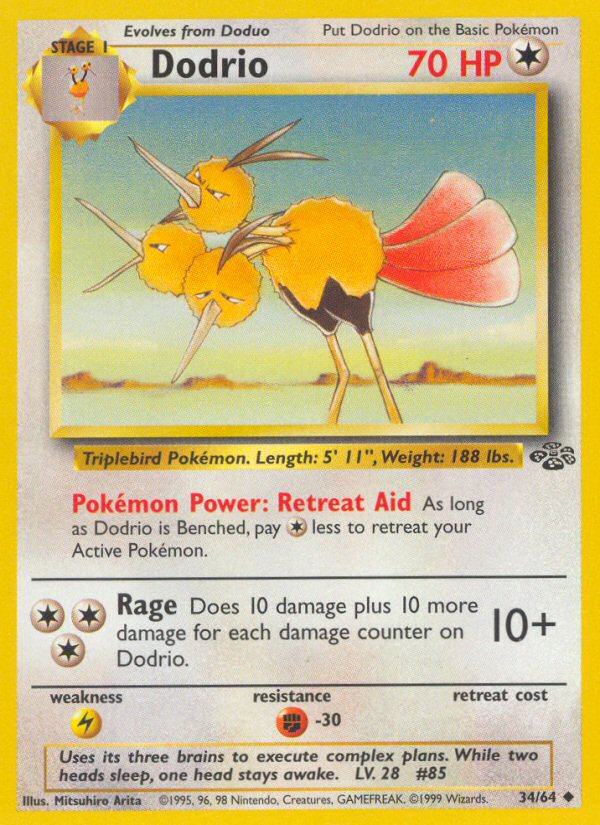 Evolves from Doduo
Put Dodrio on the Basic Pokémon
STAGE 1
Dodrio
70 HP
Triplebird Pokémon. Length: 5' 11", Weight: 188 lbs.
Pokémon Power: Retreat Aid As long
as Dodrio is Benched, pay less to retreat your
Active Pokémon.
Rage Does 10 damage plus 10 more
damage for each damage counter on
Dodrio.
10+
weakness
resistance
retreat cost
-30
Uses its three brains to execute complex plans. While two
heads sleep, one head stays awake. LV. 28 #85
Illus. Mitsuhiro Arita ©1995, 96, 98 Nintendo, Creatures, GAMEFREAK. ©1999 Wizards. 34/64